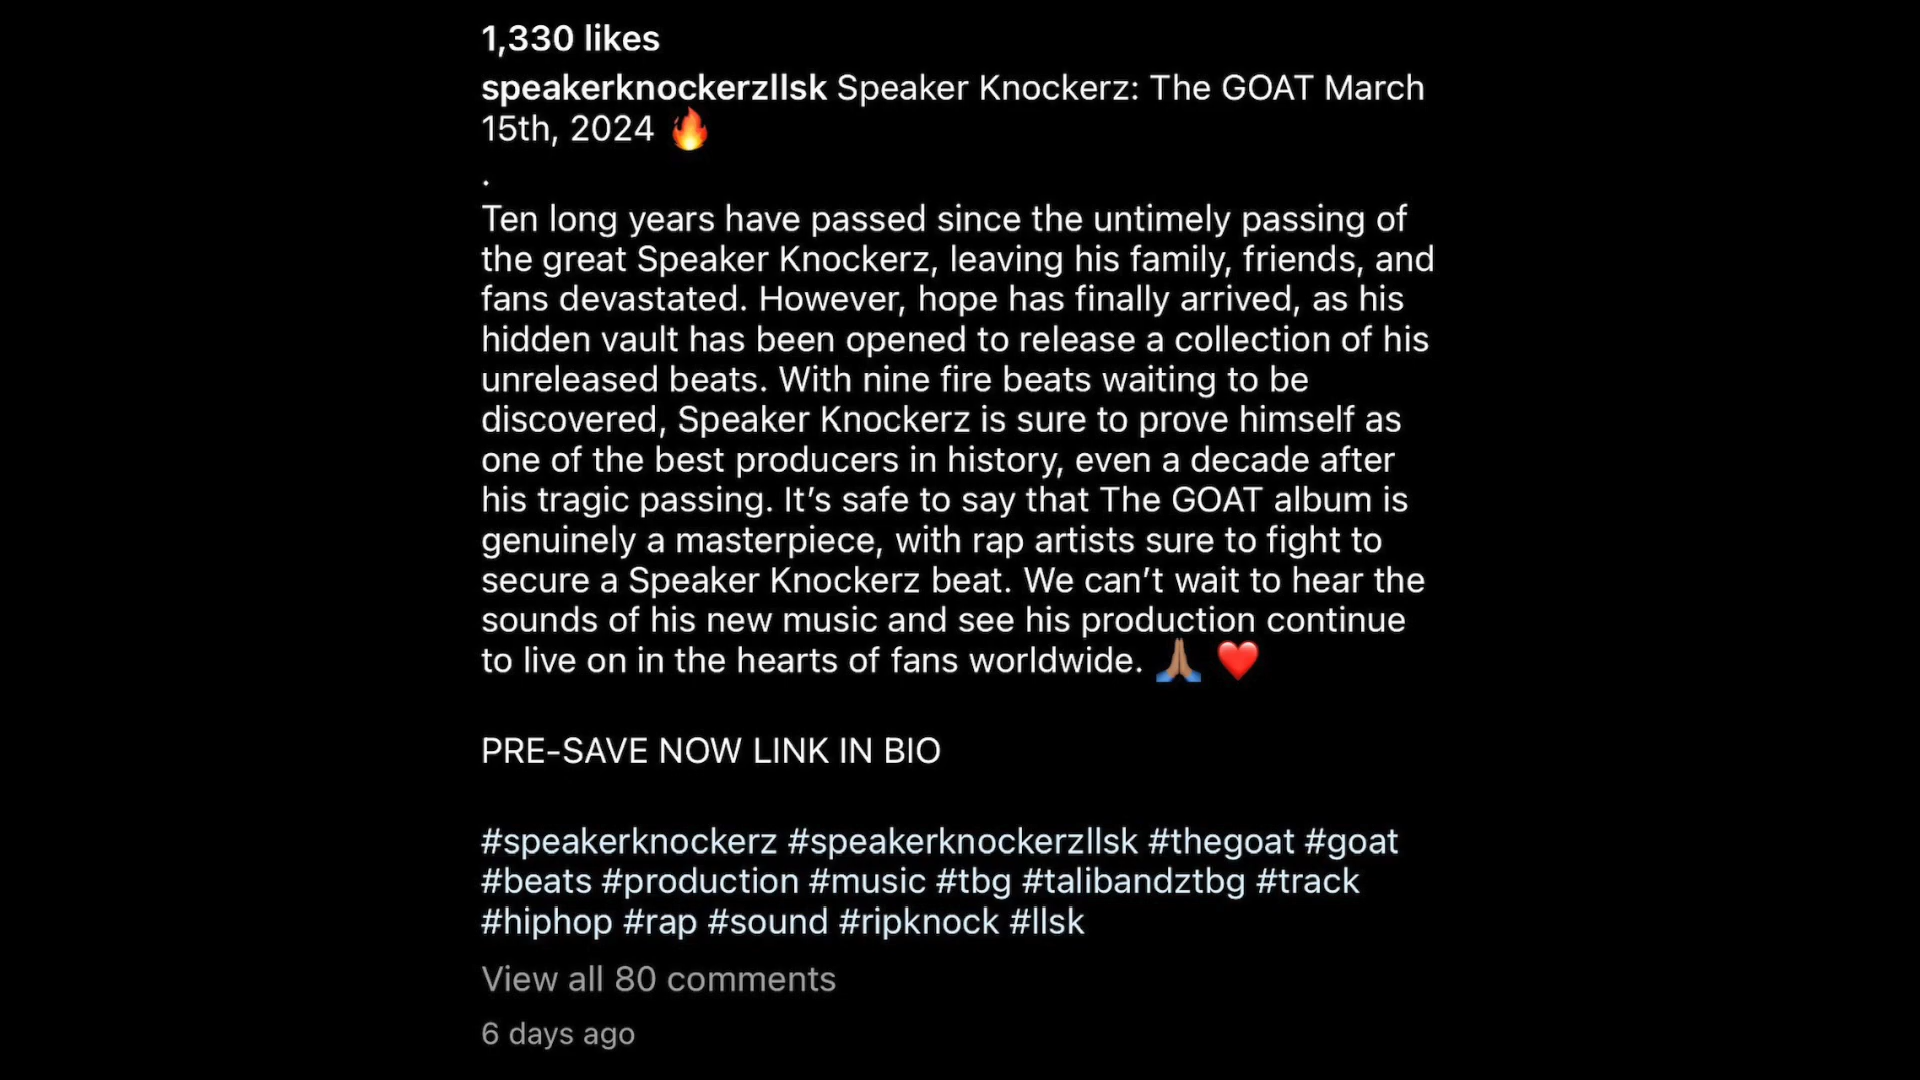 1,330 likes
speakerknockerzllsk Speaker Knockerz: The GOAT March
15th, 2024 🔥
.
Ten long years have passed since the untimely passing of
the great Speaker Knockerz, leaving his family, friends, and
fans devastated. However, hope has finally arrived, as his
hidden vault has been opened to release a collection of his
unreleased beats. With nine fire beats waiting to be
discovered, Speaker Knockerz is sure to prove himself as
one of the best producers in history, even a decade after
his tragic passing. It’s safe to say that The GOAT album is
genuinely a masterpiece, with rap artists sure to fight to
secure a Speaker Knockerz beat. We can’t wait to hear the
sounds of his new music and see his production continue
to live on in the hearts of fans worldwide. 🙏🏾 ❤️
PRE-SAVE NOW LINK IN BIO
#speakerknockerz #speakerknockerzllsk #thegoat #goat
#beats #production #music #tbg #talibandztbg #track
#hiphop #rap #sound #ripknock #llsk
View all 80 comments
6 days ago